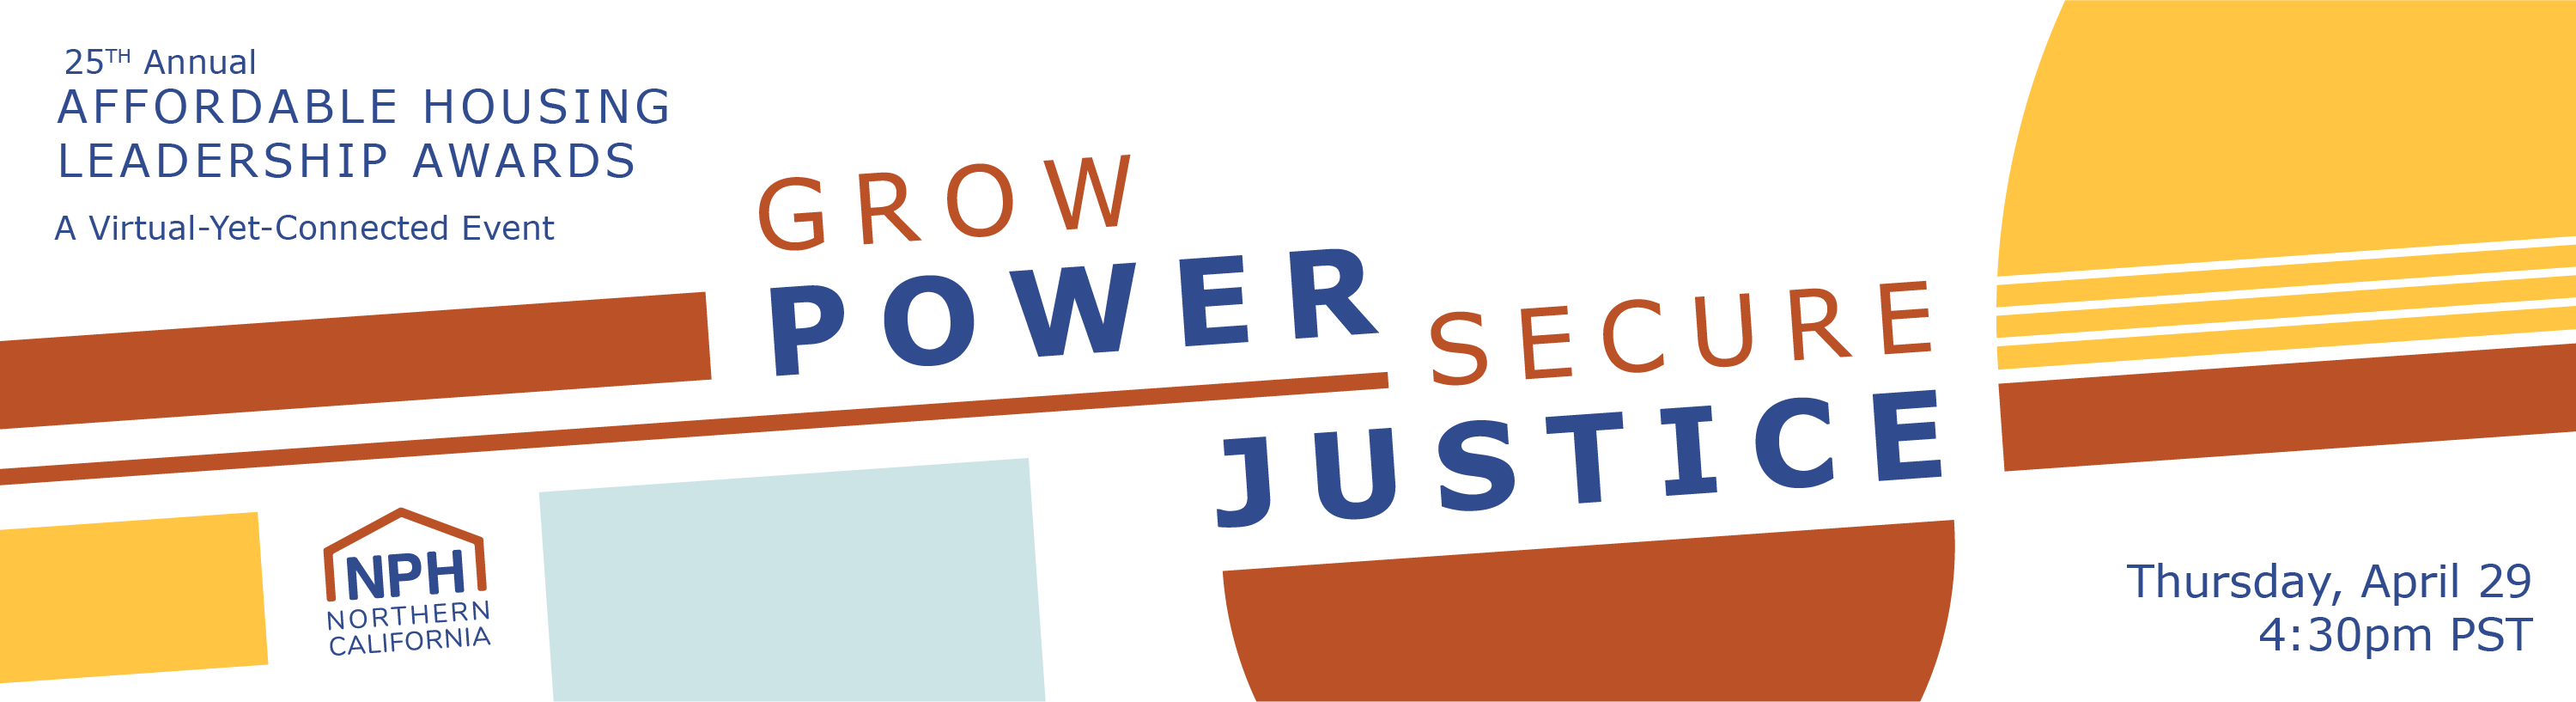 25TH Annual
AFFORDABLE HOUSING
LEADERSHIP AWARDS
A Virtual-Yet-Connected Event
GROW
POWER
SECURE
JUSTICE
NPH
NORTHERN
CALIFORNIA
Thursday, April 29
4:30pm PST